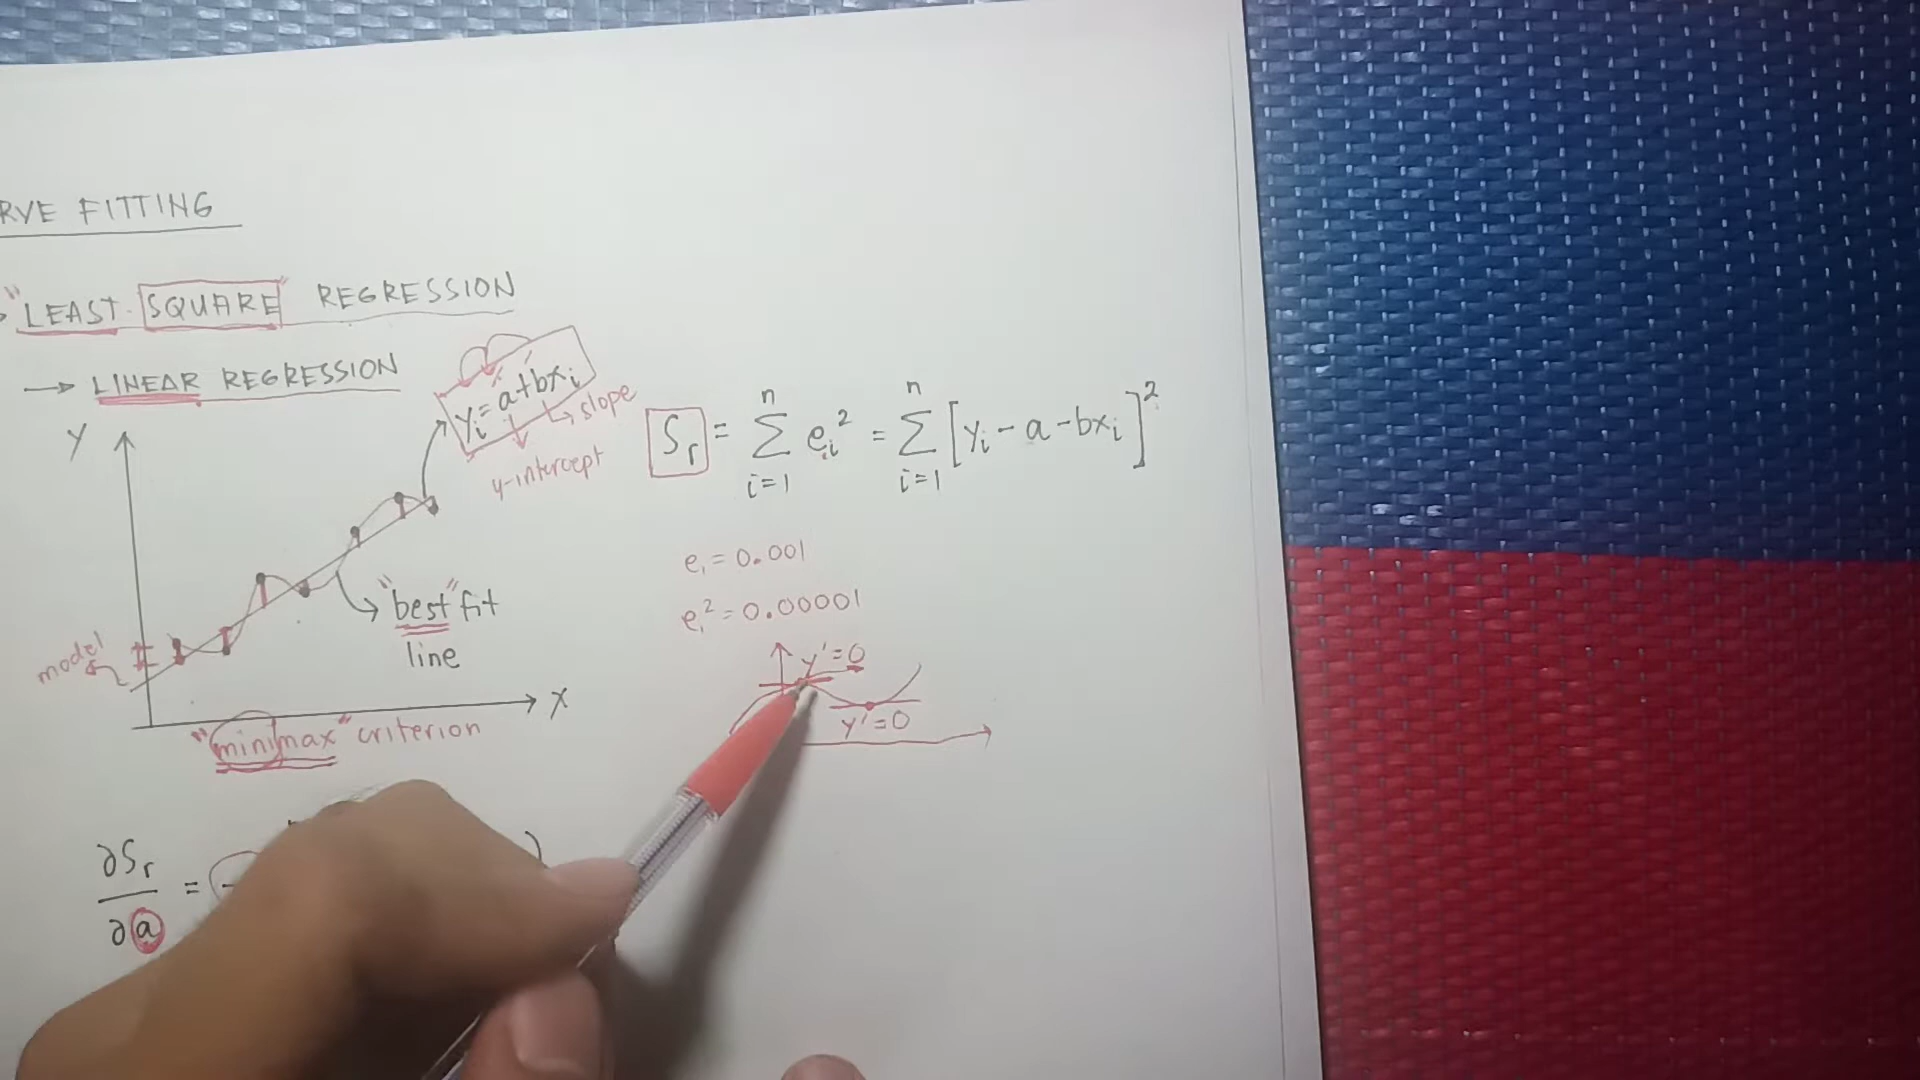 RVE FITTING
"LEAST-SQUARE" REGRESSION
→ LINEAR REGRESSION
yᵢ = a+bxᵢ
slope
y-intercept
Sᵣ = Σ eᵢ² = Σ [yᵢ - a - bxᵢ]²
n
i=1
n
i=1
y
e₁ = 0.001
e₁² = 0.00001
"best" fit
line
model
x
"minimax" criterion
y'=0
y'=0
∂Sᵣ
=
∂a